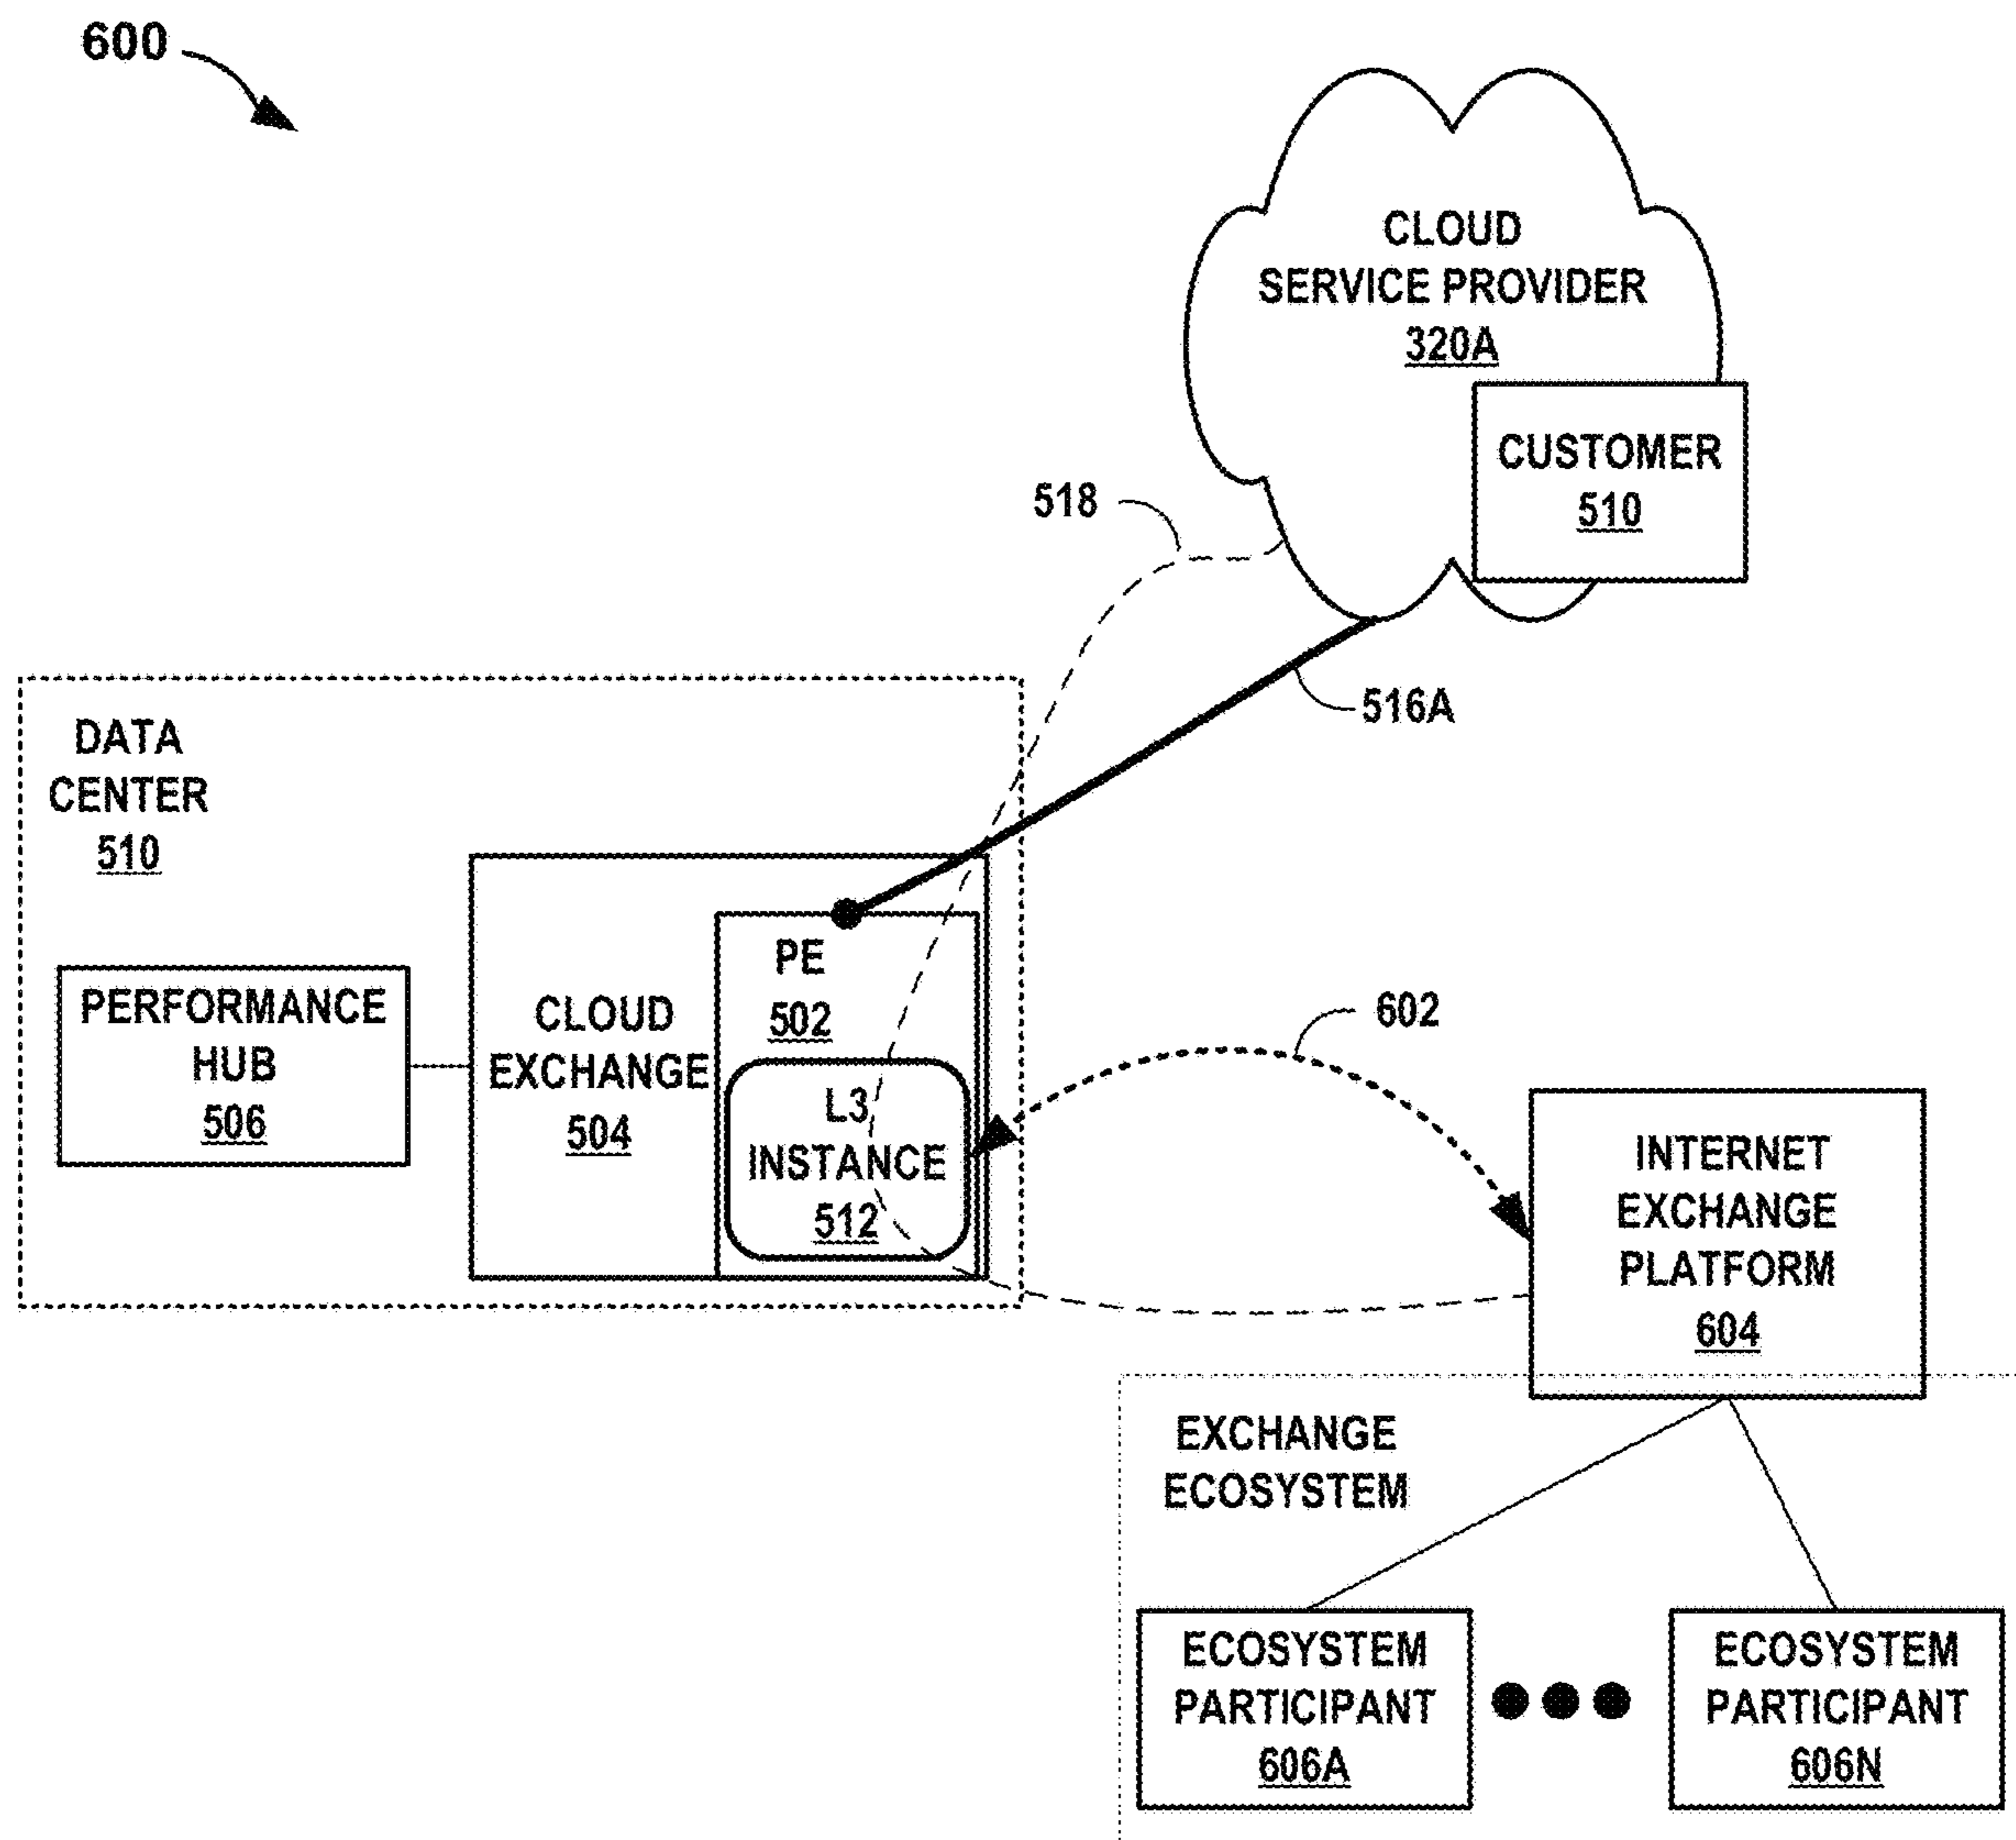 600
CLOUD
SERVICE PROVIDER
320A
CUSTOMER
510
518
516A
DATA
CENTER
510
PERFORMANCE
HUB
506
CLOUD
EXCHANGE
504
PE
502
L3
INSTANCE
512
602
INTERNET
EXCHANGE
PLATFORM
604
EXCHANGE
ECOSYSTEM
ECOSYSTEM
PARTICIPANT
606A
ECOSYSTEM
PARTICIPANT
606N